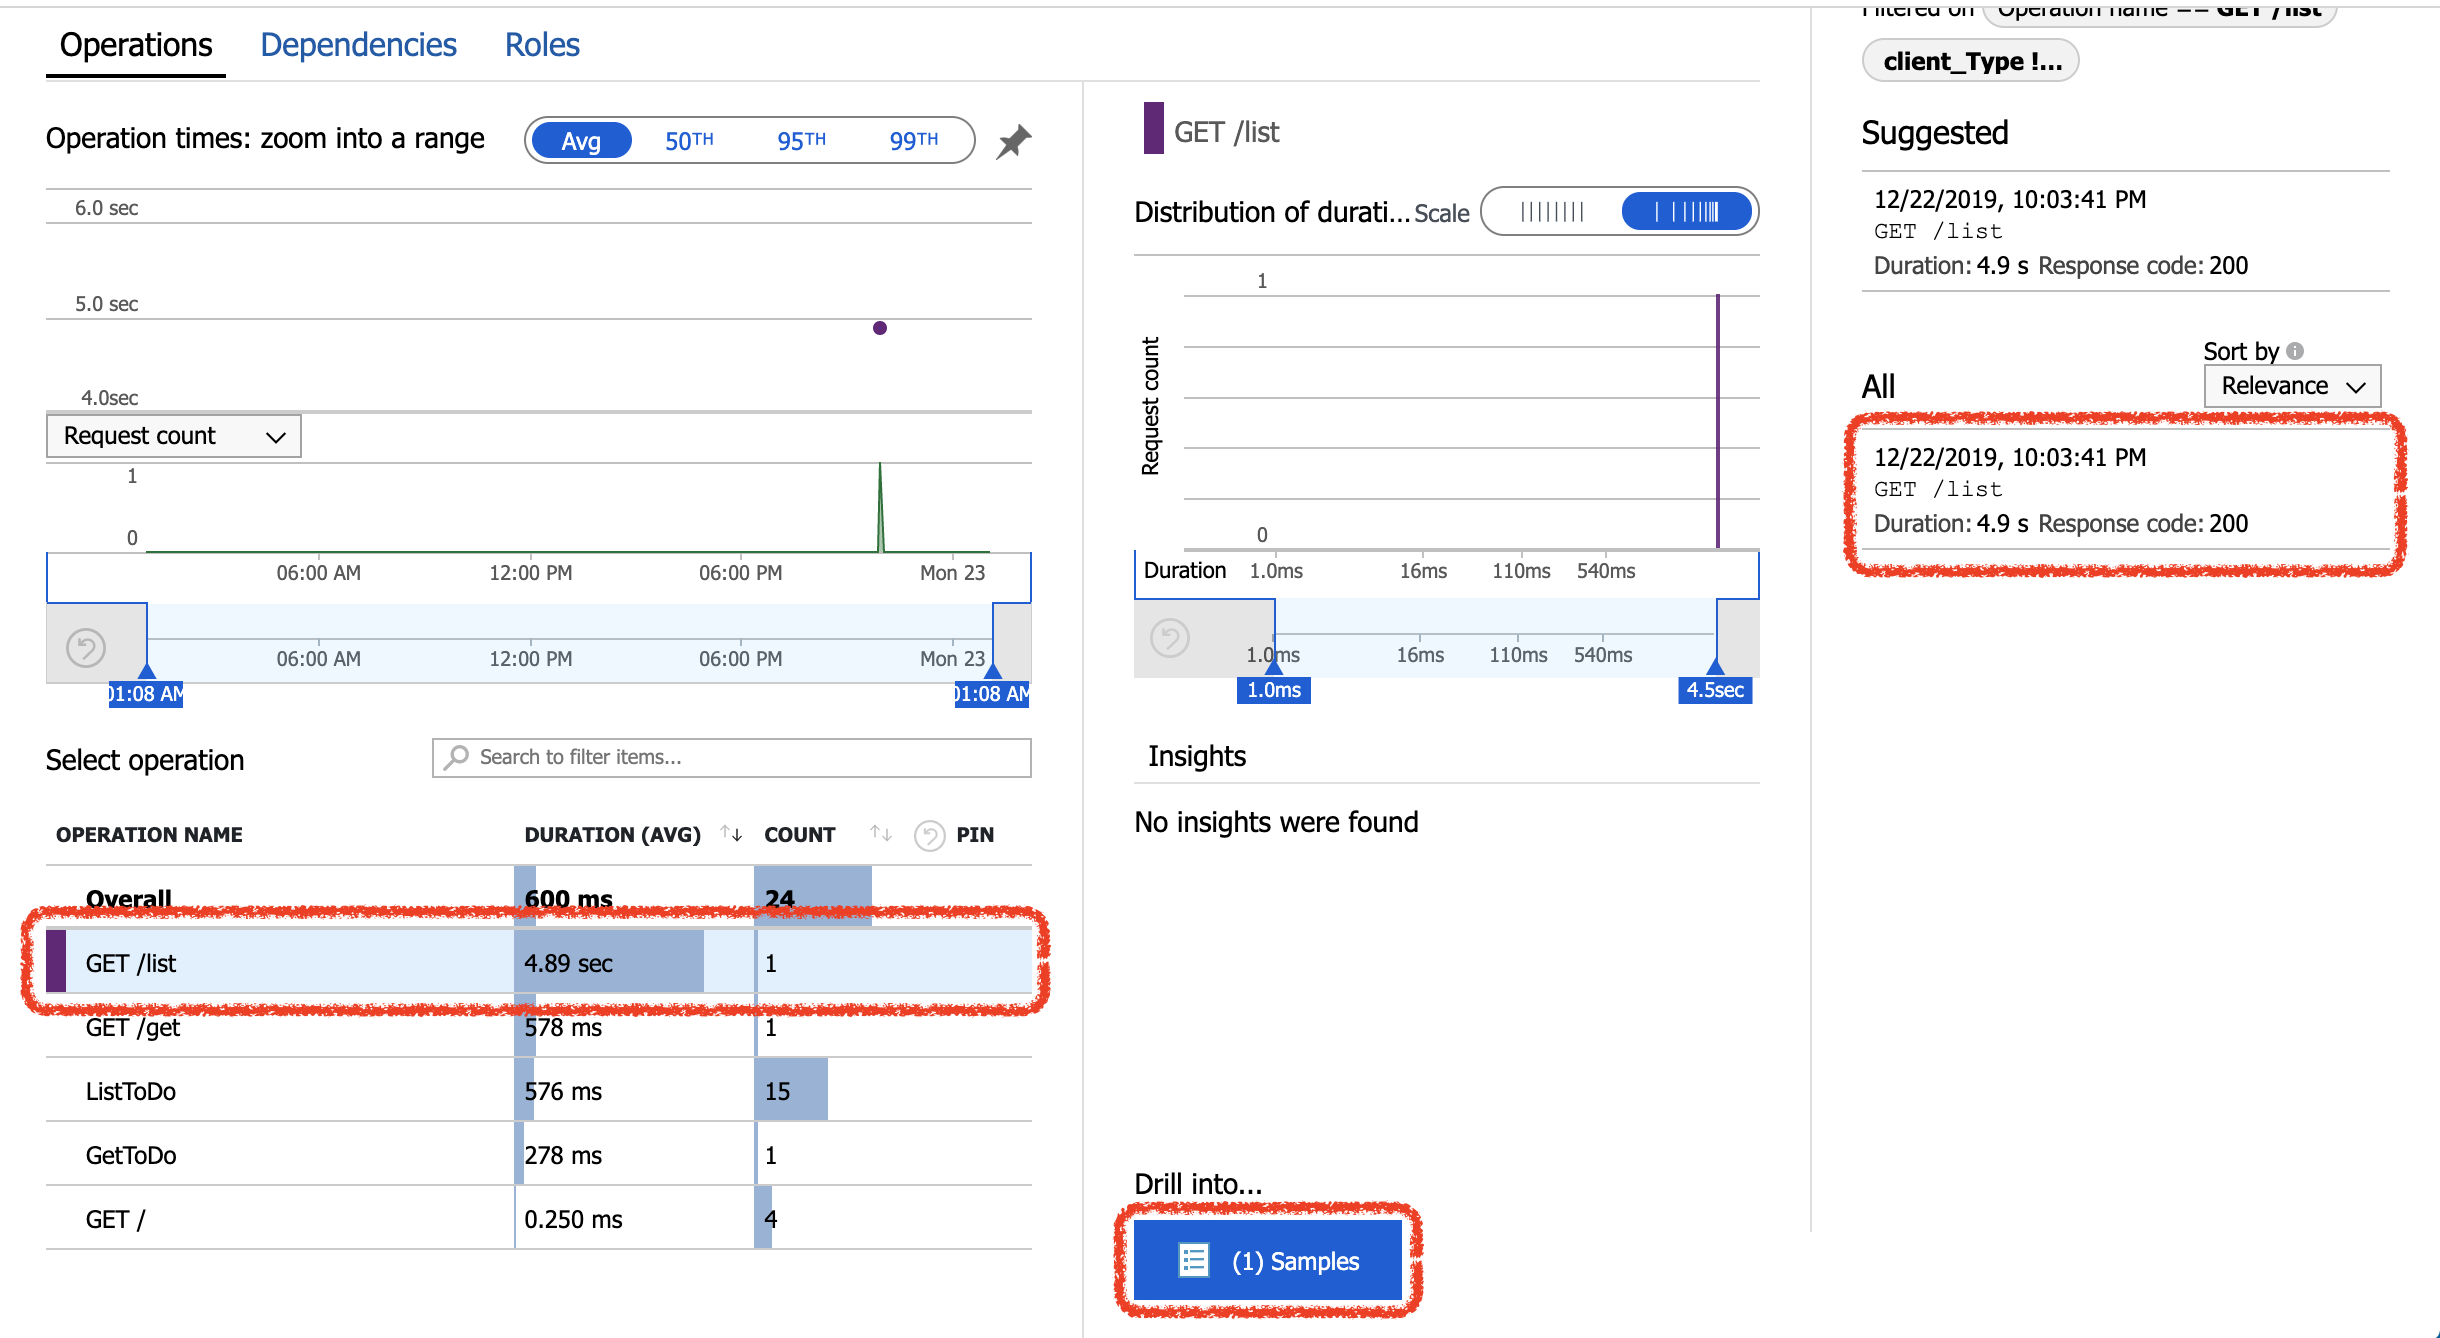 Operations Dependencies Roles
Operation times: zoom into a range Avg 50TH 95TH 99TH
6.0 sec
5.0 sec
4.0sec
Request count
1
0
06:00 AM 12:00 PM 06:00 PM Mon 23
06:00 AM 12:00 PM 06:00 PM Mon 23
01:08 AM 01:08 AM
Select operation Search to filter items...
OPERATION NAME DURATION (AVG) COUNT PIN
Overall 600 ms 24
GET /list 4.89 sec 1
GET /get 578 ms 1
ListToDo 576 ms 15
GetToDo 278 ms 1
GET / 0.250 ms 4
GET /list
Distribution of durati... Scale
Request count
1
0
Duration 1.0ms 16ms 110ms 540ms
1.0ms 16ms 110ms 540ms
1.0ms 4.5sec
Insights
No insights were found
Drill into...
(1) Samples
Filtered on Operation name == GET /list
client_Type !...
Suggested
12/22/2019, 10:03:41 PM
GET /list
Duration: 4.9 s Response code: 200
Sort by
All Relevance
12/22/2019, 10:03:41 PM
GET /list
Duration: 4.9 s Response code: 200